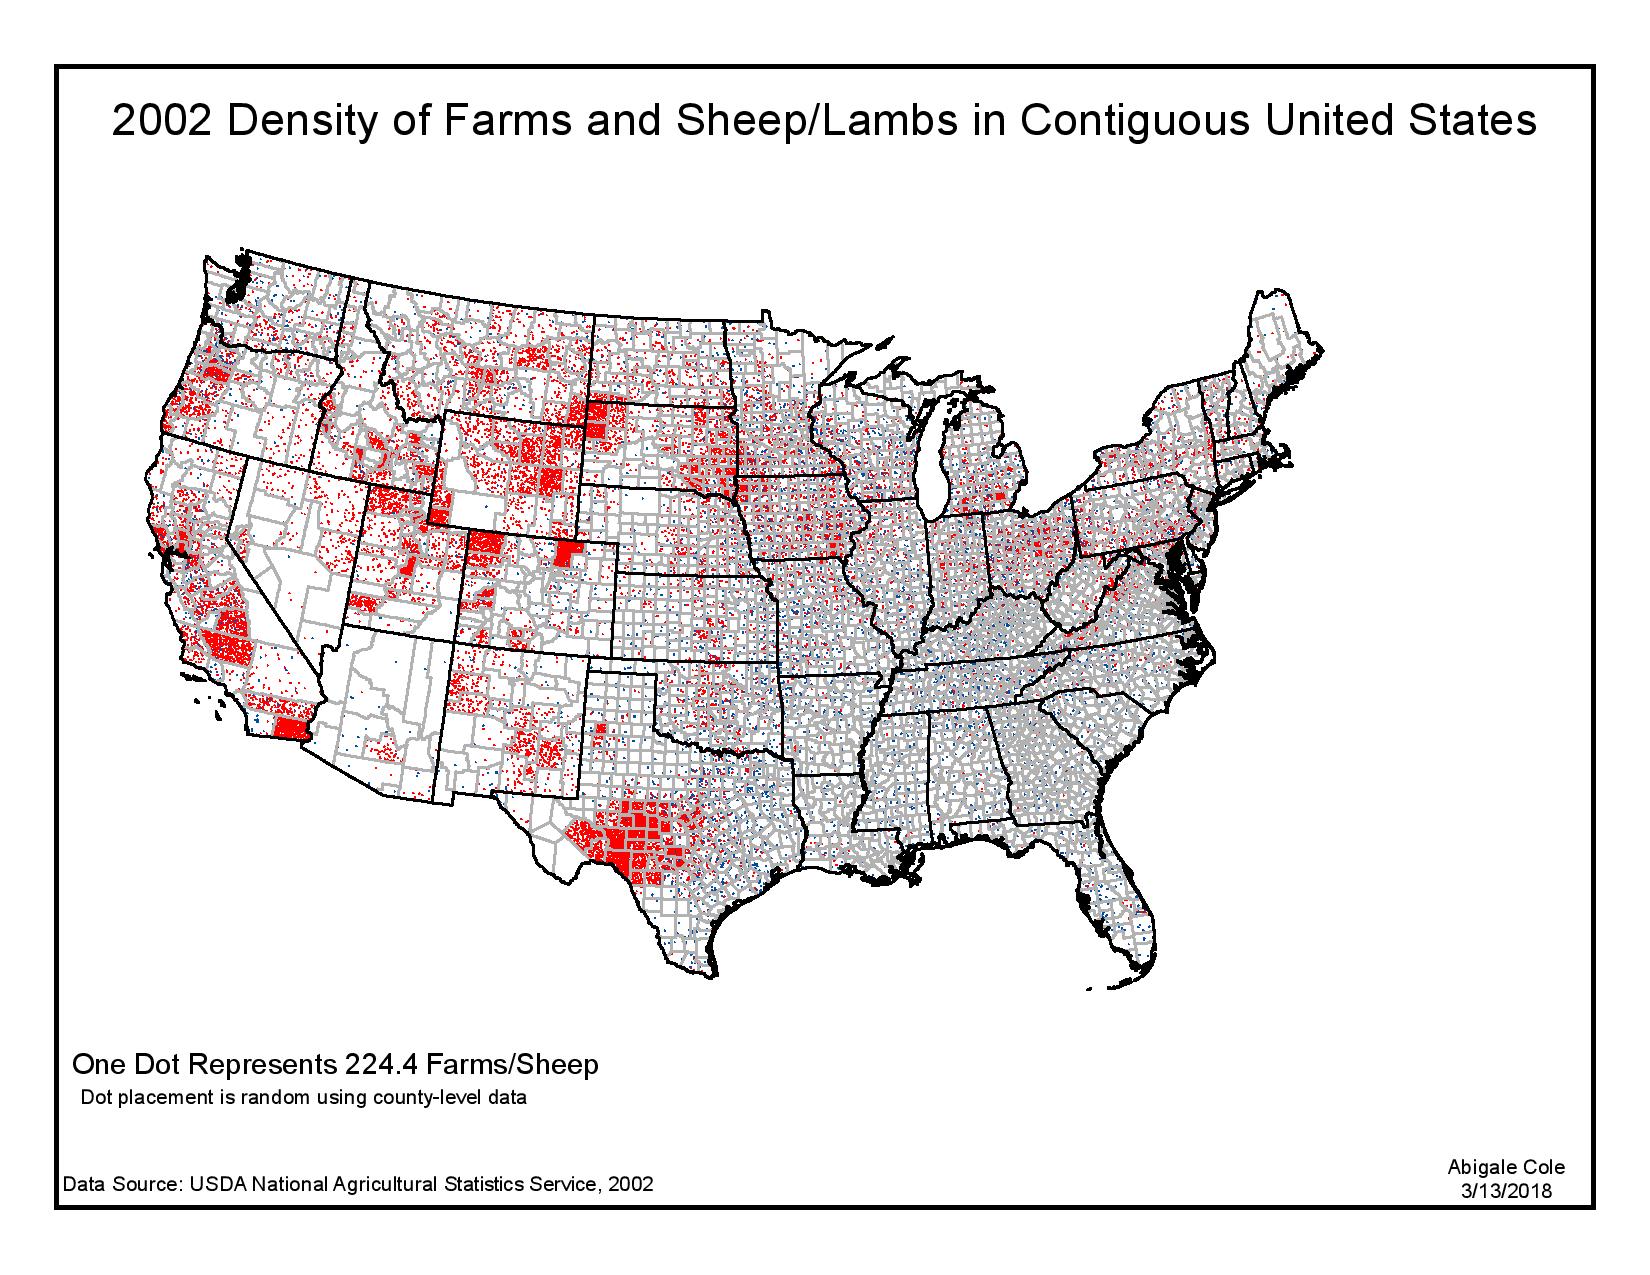 2002 Density of Farms and Sheep/Lambs in Contiguous United States
One Dot Represents 224.4 Farms/Sheep
Dot placement is random using county-level data
Data Source: USDA National Agricultural Statistics Service, 2002
Abigale Cole
3/13/2018